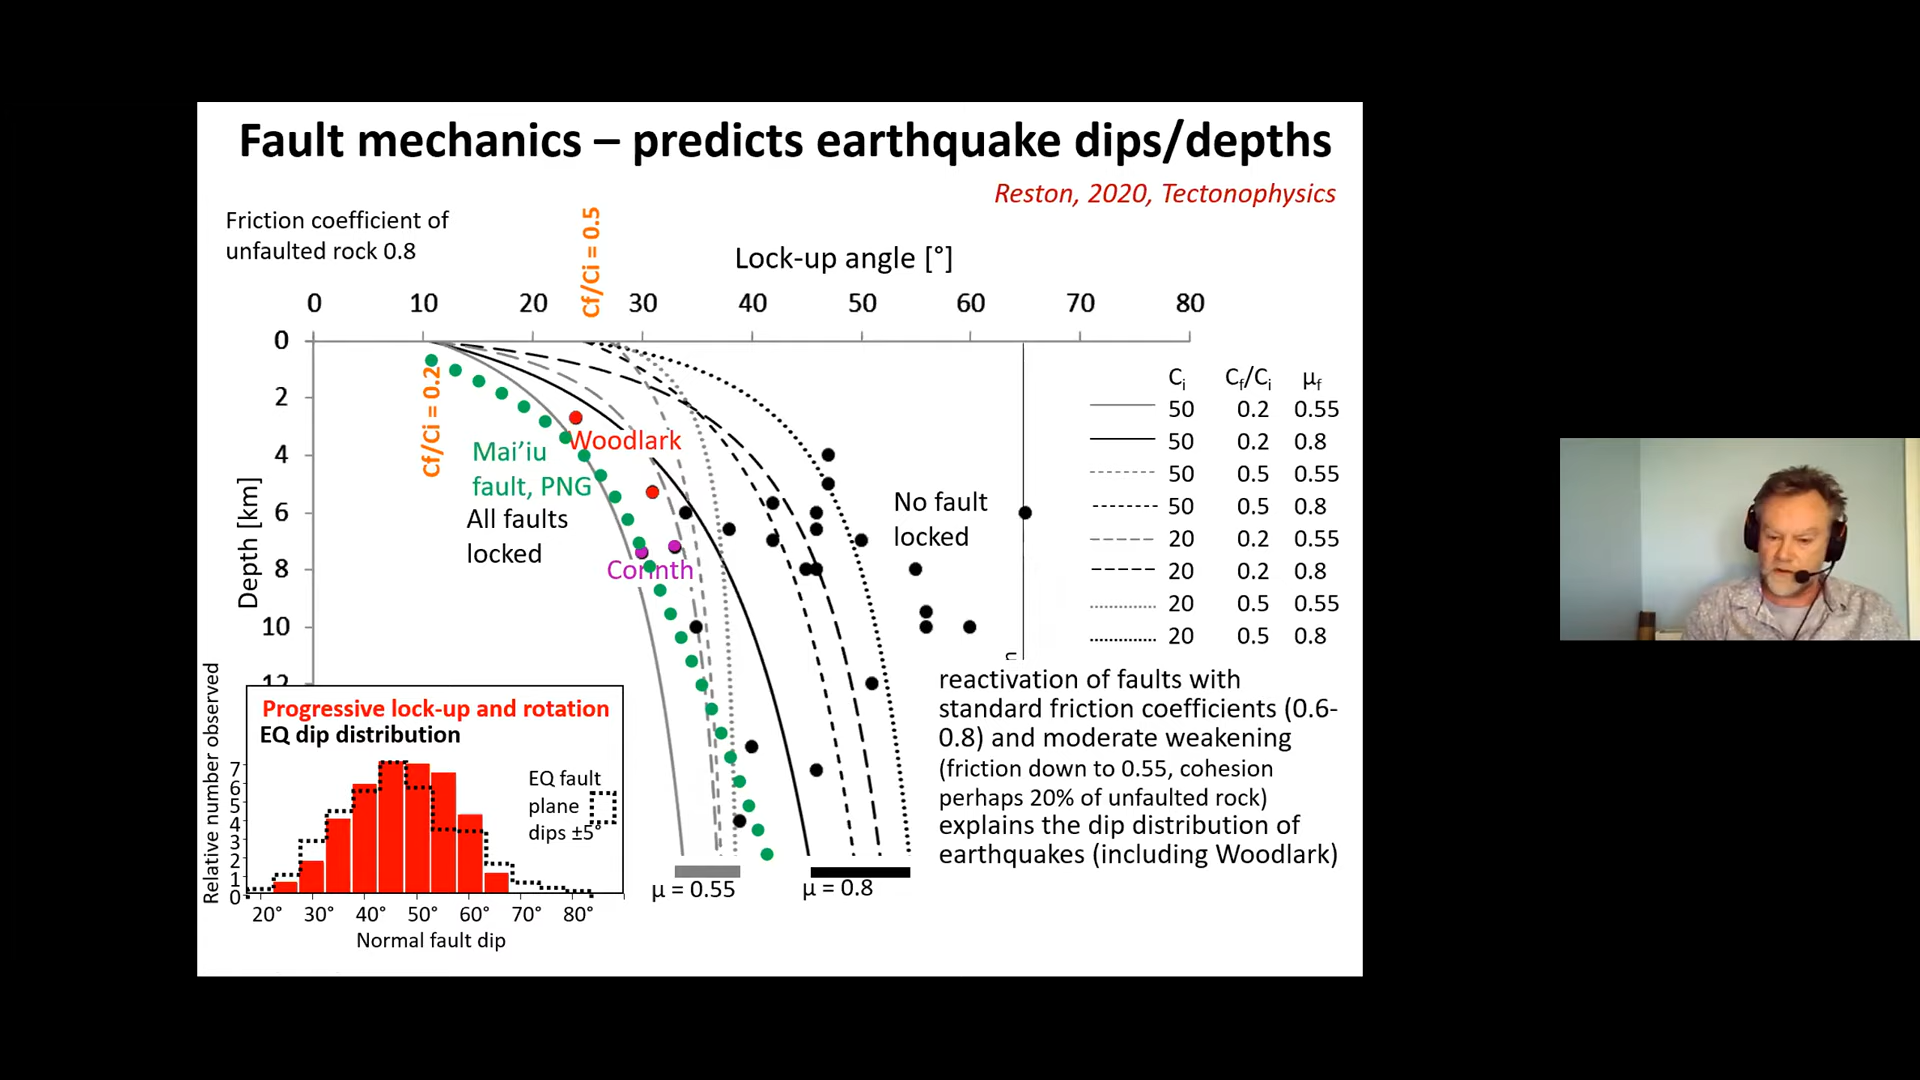 Fault mechanics – predicts earthquake dips/depths
Reston, 2020, Tectonophysics
Friction coefficient of
unfaulted rock 0.8
Cf/Ci = 0.5
Lock-up angle [°]
0 10 20 30 40 50 60 70 80
0
2
4
6
8
10
12
Depth [km]
Cf/Ci = 0.2
Mai’iu
fault, PNG
Woodlark
All faults
locked
Corinth
No fault
locked
Ci Cf/Ci μf
50 0.2 0.55
50 0.2 0.8
50 0.5 0.55
50 0.5 0.8
20 0.2 0.55
20 0.2 0.8
20 0.5 0.55
20 0.5 0.8
reactivation of faults with
standard friction coefficients (0.6-
0.8) and moderate weakening
(friction down to 0.55, cohesion
perhaps 20% of unfaulted rock)
explains the dip distribution of
earthquakes (including Woodlark)
μ = 0.55
μ = 0.8
Progressive lock-up and rotation
EQ dip distribution
EQ fault
plane
dips ±5°
Relative number observed
7
6
5
4
3
2
1
0
20° 30° 40° 50° 60° 70° 80°
Normal fault dip